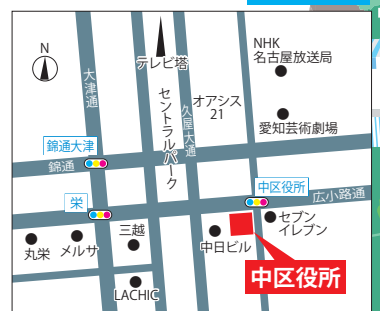 N
テレビ塔
NHK
名古屋放送局
大津通
セントラルパーク
久屋大通
オアシス
21
愛知芸術劇場
錦通大津
錦通
栄
中区役所
広小路通
丸栄
メルサ
三越
中日ビル
セブン
イレブン
LACHIC
中区役所